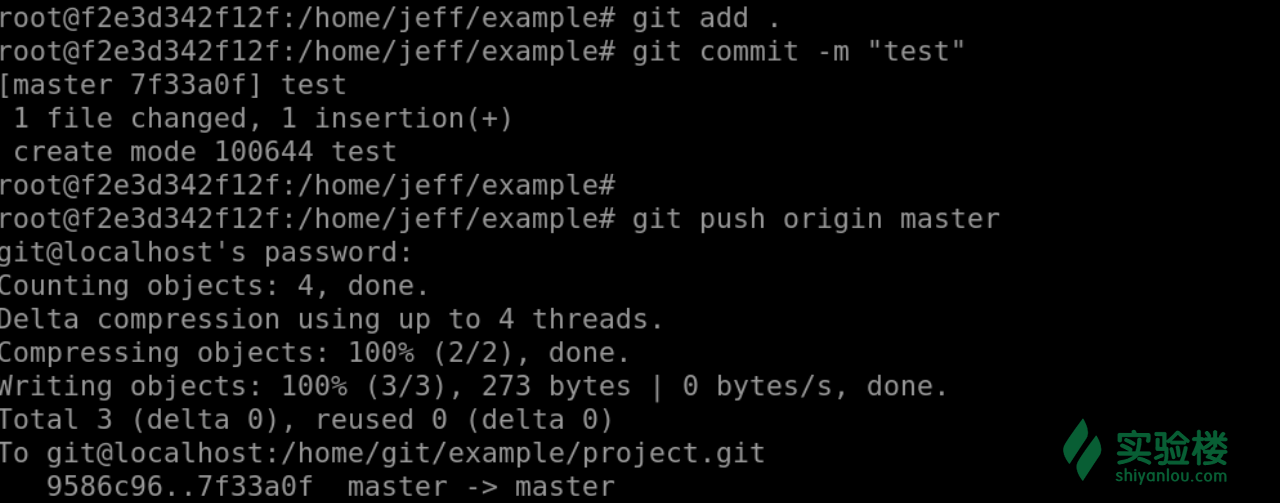 root@f2e3d342f12f:/home/jeff/example# git add .
root@f2e3d342f12f:/home/jeff/example# git commit -m "test"
[master 7f33a0f] test
 1 file changed, 1 insertion(+)
 create mode 100644 test
root@f2e3d342f12f:/home/jeff/example#
root@f2e3d342f12f:/home/jeff/example# git push origin master
git@localhost's password:
Counting objects: 4, done.
Delta compression using up to 4 threads.
Compressing objects: 100% (2/2), done.
Writing objects: 100% (3/3), 273 bytes | 0 bytes/s, done.
Total 3 (delta 0), reused 0 (delta 0)
To git@localhost:/home/git/example/project.git
   9586c96..7f33a0f  master -> master
实验楼
shiyanlou.com